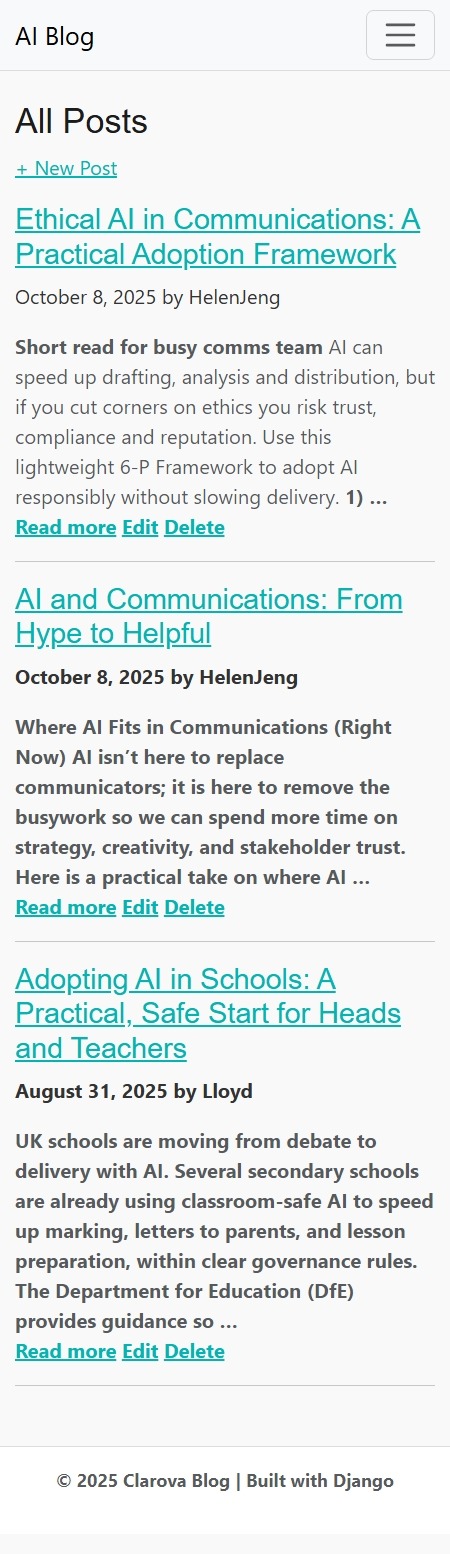 AI Blog
All Posts
+ New Post
Ethical AI in Communications: A
Practical Adoption Framework
October 8, 2025 by HelenJeng
Short read for busy comms team AI can
speed up drafting, analysis and distribution, but
if you cut corners on ethics you risk trust,
compliance and reputation. Use this
lightweight 6-P Framework to adopt AI
responsibly without slowing delivery. 1) …
Read more Edit Delete
AI and Communications: From
Hype to Helpful
October 8, 2025 by HelenJeng
Where AI Fits in Communications (Right
Now) AI isn’t here to replace
communicators; it is here to remove the
busywork so we can spend more time on
strategy, creativity, and stakeholder trust.
Here is a practical take on where AI …
Read more Edit Delete
Adopting AI in Schools: A
Practical, Safe Start for Heads
and Teachers
August 31, 2025 by Lloyd
UK schools are moving from debate to
delivery with AI. Several secondary schools
are already using classroom-safe AI to speed
up marking, letters to parents, and lesson
preparation, within clear governance rules.
The Department for Education (DfE)
provides guidance so …
Read more Edit Delete
© 2025 Clarova Blog | Built with Django